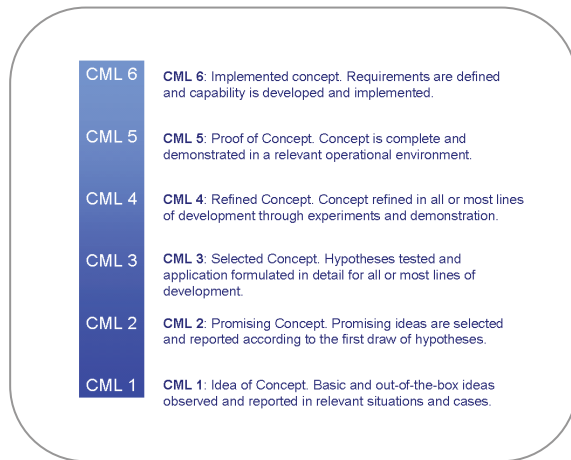 CML 6
CML 6: Implemented concept. Requirements are defined
and capability is developed and implemented.
CML 5
CML 5: Proof of Concept. Concept is complete and
demonstrated in a relevant operational environment.
CML 4
CML 4: Refined Concept. Concept refined in all or most lines
of development through experiments and demonstration.
CML 3
CML 3: Selected Concept. Hypotheses tested and
application formulated in detail for all or most lines of
development.
CML 2
CML 2: Promising Concept. Promising ideas are selected
and reported according to the first draw of hypotheses.
CML 1
CML 1: Idea of Concept. Basic and out-of-the-box ideas
observed and reported in relevant situations and cases.